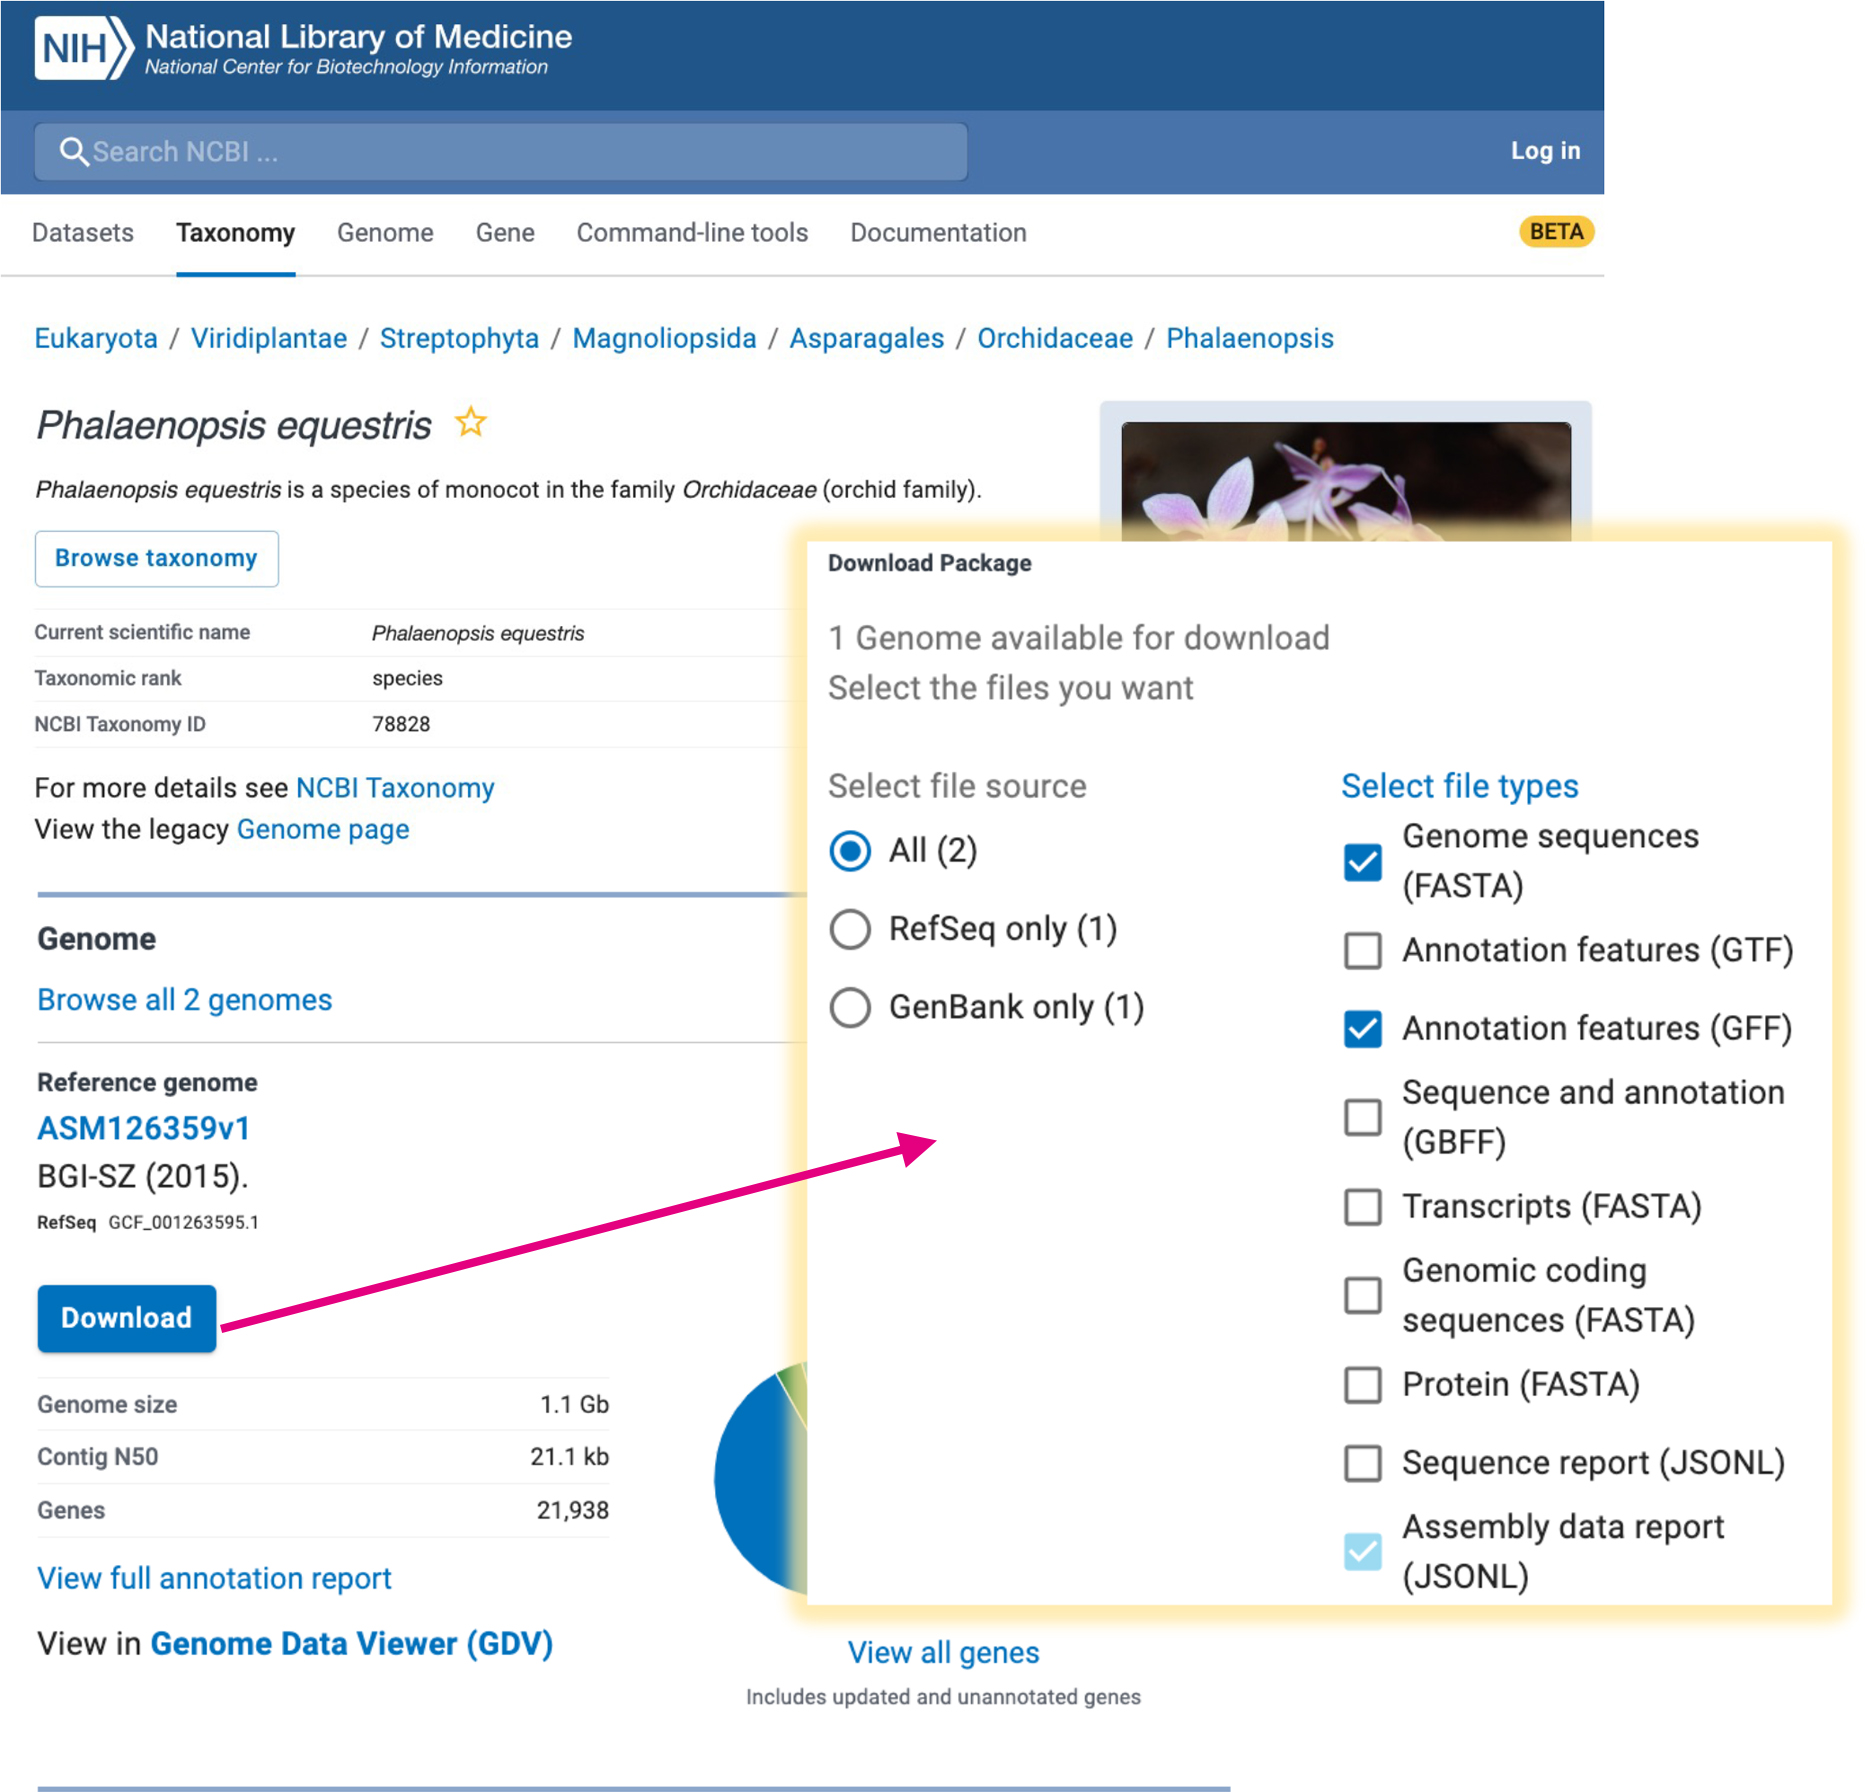 NIH National Library of Medicine
National Center for Biotechnology Information
Search NCBI ...
Log in
Datasets Taxonomy Genome Gene Command-line tools Documentation BETA
Eukaryota / Viridiplantae / Streptophyta / Magnoliopsida / Asparagales / Orchidaceae / Phalaenopsis
Phalaenopsis equestris
Phalaenopsis equestris is a species of monocot in the family Orchidaceae (orchid family).
Browse taxonomy
Current scientific name Phalaenopsis equestris
Taxonomic rank species
NCBI Taxonomy ID 78828
For more details see NCBI Taxonomy
View the legacy Genome page
Genome
Browse all 2 genomes
Reference genome
ASM126359v1
BGI-SZ (2015).
RefSeq GCF_001263595.1
Download
Genome size 1.1 Gb
Contig N50 21.1 kb
Genes 21,938
View full annotation report
View in Genome Data Viewer (GDV)
Download Package
1 Genome available for download
Select the files you want
Select file source
All (2)
RefSeq only (1)
GenBank only (1)
Select file types
Genome sequences
(FASTA)
Annotation features (GTF)
Annotation features (GFF)
Sequence and annotation
(GBFF)
Transcripts (FASTA)
Genomic coding
sequences (FASTA)
Protein (FASTA)
Sequence report (JSONL)
Assembly data report
(JSONL)
View all genes
Includes updated and unannotated genes